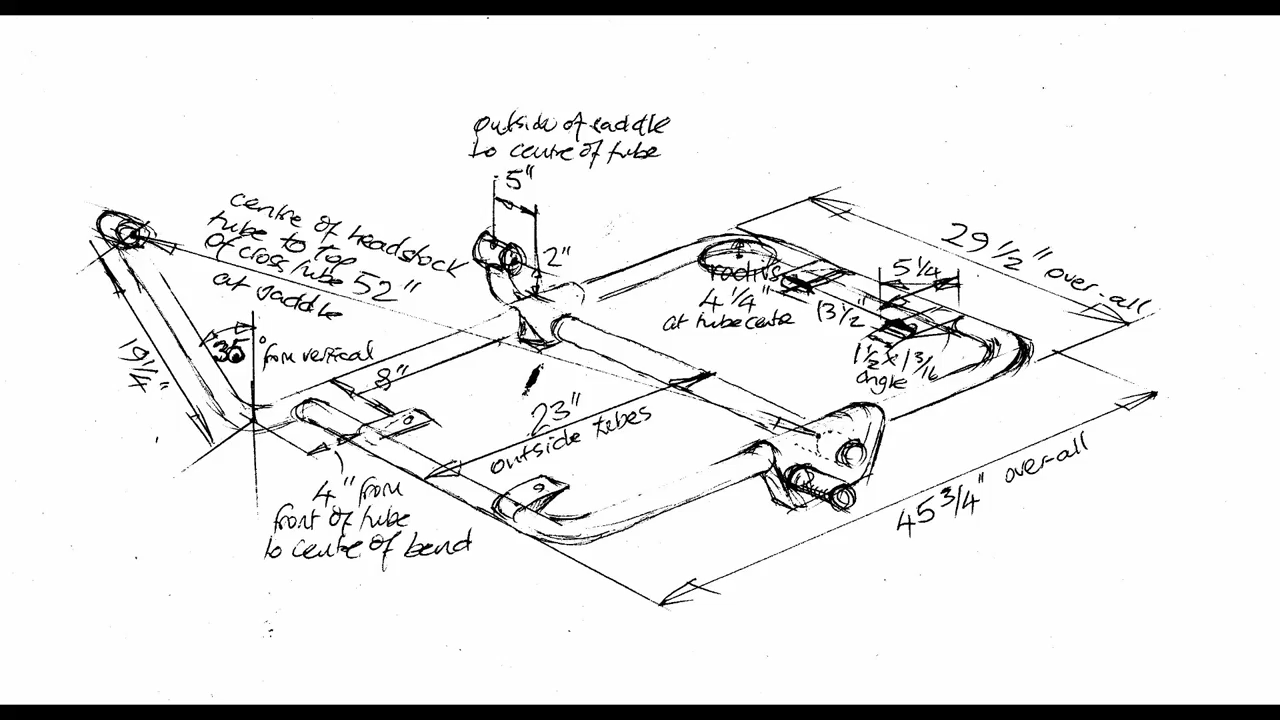 outside of saddle
to centre of tube
5"
2"
centre of headstock
tube to top
of cross tube 52"
at saddle
29 1/2" over-all
5 1/4
radius
4 1/4"
at tube centre
13 1/2"
1 1/2 x 1 3/16
angle
19 1/4"
35° from vertical
8"
23"
outside tubes
4" from
front of tube
to centre of bend
45 3/4" over-all